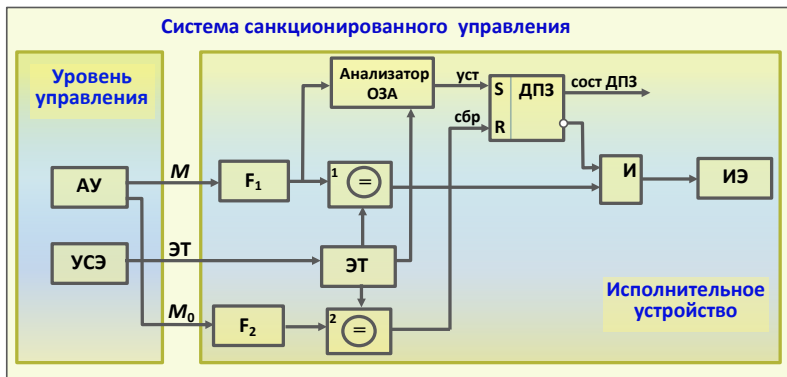 Система санкционированного управления
Уровень
управления
Анализатор
ОЗА
уст
S
ДПЗ
сост ДПЗ
сбр
R
АУ
M
F1
1
=
И
ИЭ
УСЭ
ЭТ
ЭТ
M0
F2
2
=
Исполнительное
устройство